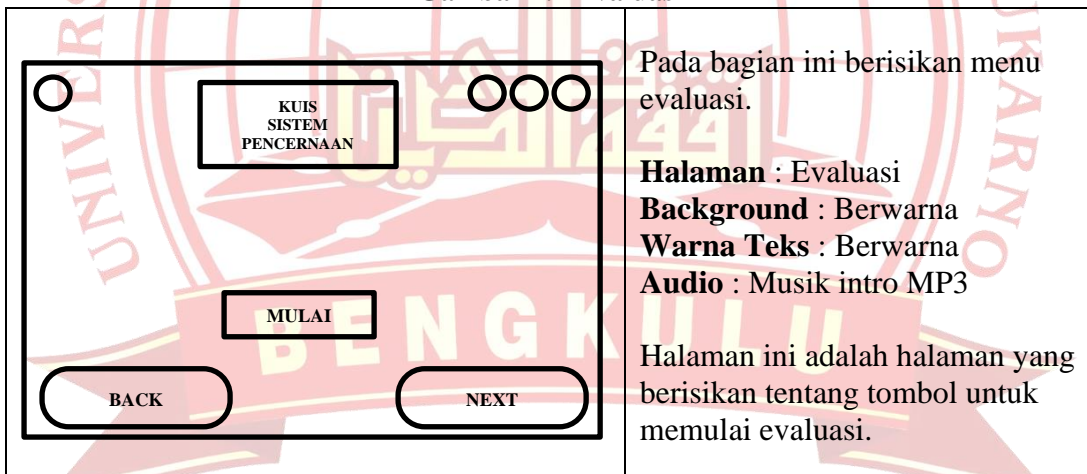 KUIS
SISTEM
PENCERNAAN
MULAI
BACK
NEXT
Pada bagian ini berisikan menu
evaluasi.
Halaman : Evaluasi
Background : Berwarna
Warna Teks : Berwarna
Audio : Musik intro MP3
Halaman ini adalah halaman yang
berisikan tentang tombol untuk
memulai evaluasi.
BENGKULU